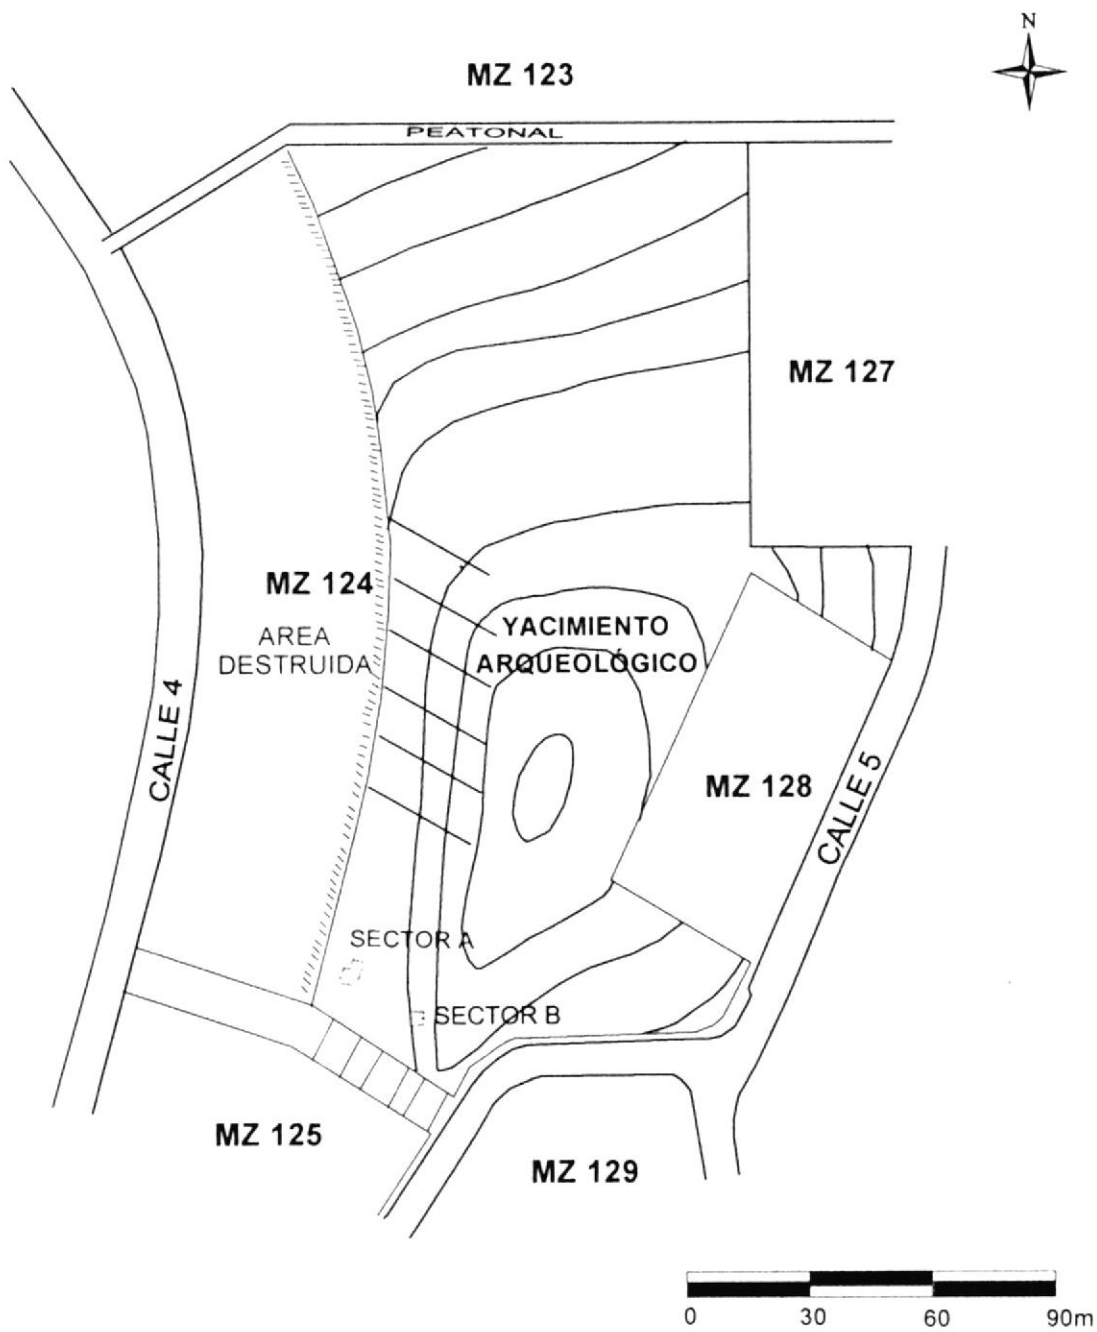 N
MZ 123
PEATONAL
MZ 127
MZ 124
AREA
DESTRUIDA
YACIMIENTO
ARQUEOLÓGICO
CALLE 4
MZ 128
CALLE 5
SECTOR A
SECTOR B
MZ 125
MZ 129
0 30 60 90m